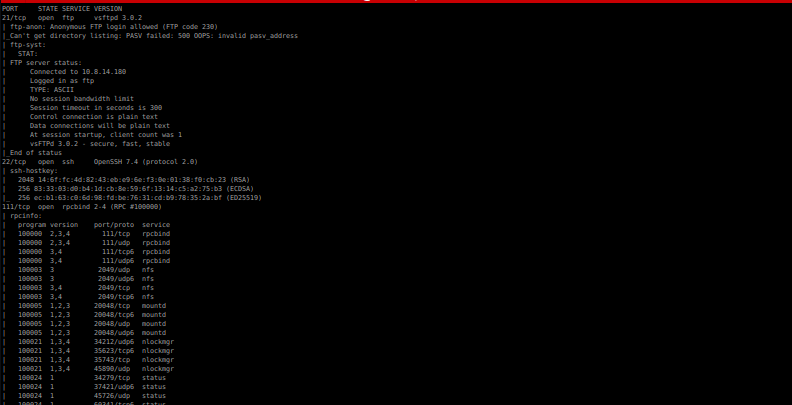 PORT     STATE SERVICE VERSION
21/tcp   open  ftp     vsftpd 3.0.2
| ftp-anon: Anonymous FTP login allowed (FTP code 230)
|_Can't get directory listing: PASV failed: 500 OOPS: invalid pasv_address
| ftp-syst:
|   STAT:
| FTP server status:
|      Connected to 10.8.14.180
|      Logged in as ftp
|      TYPE: ASCII
|      No session bandwidth limit
|      Session timeout in seconds is 300
|      Control connection is plain text
|      Data connections will be plain text
|      At session startup, client count was 1
|      vsFTPd 3.0.2 - secure, fast, stable
|_End of status
22/tcp   open  ssh     OpenSSH 7.4 (protocol 2.0)
| ssh-hostkey:
|   2048 14:6f:fc:4d:82:43:eb:e9:6e:f3:0e:01:38:f0:cb:23 (RSA)
|   256 83:33:03:d0:b4:1d:cb:8e:59:6f:13:14:c5:a2:75:b3 (ECDSA)
|_  256 ec:b1:63:c0:6d:98:fd:be:76:31:cd:b9:78:35:2a:bf (ED25519)
111/tcp  open  rpcbind 2-4 (RPC #100000)
| rpcinfo:
|   program version    port/proto  service
|   100000  2,3,4        111/tcp   rpcbind
|   100000  2,3,4        111/udp   rpcbind
|   100000  3,4          111/tcp6  rpcbind
|   100000  3,4          111/udp6  rpcbind
|   100003  3           2049/udp   nfs
|   100003  3           2049/udp6  nfs
|   100003  3,4         2049/tcp   nfs
|   100003  3,4         2049/tcp6  nfs
|   100005  1,2,3      20048/tcp   mountd
|   100005  1,2,3      20048/tcp6  mountd
|   100005  1,2,3      20048/udp   mountd
|   100005  1,2,3      20048/udp6  mountd
|   100021  1,3,4      34212/udp   nlockmgr
|   100021  1,3,4      35623/tcp6  nlockmgr
|   100021  1,3,4      35743/tcp   nlockmgr
|   100021  1,3,4      45890/udp6  nlockmgr
|   100024  1          34279/tcp   status
|   100024  1          37421/udp6  status
|   100024  1          45726/udp   status
|   100024  1          60341/tcp6  status